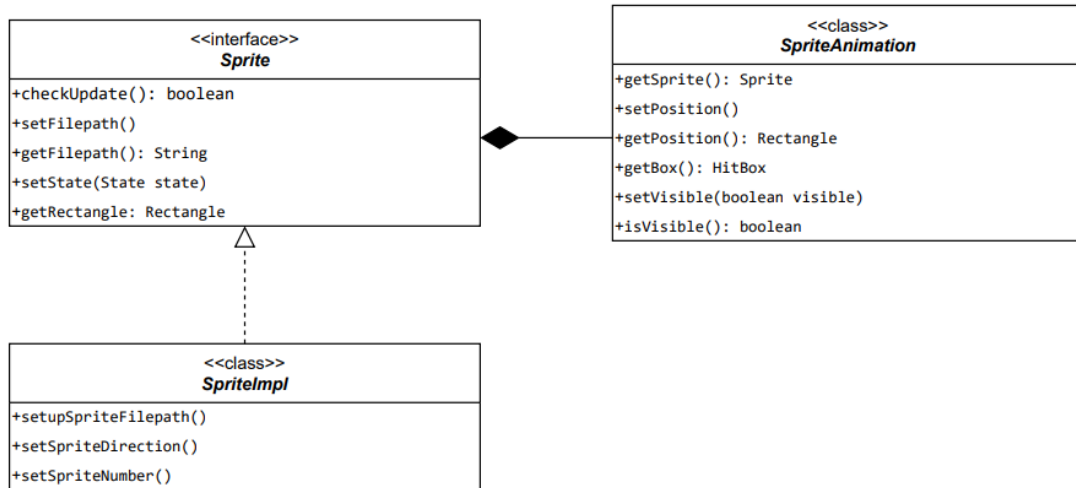 <<interface>>
Sprite
+checkUpdate(): boolean
+setFilepath()
+getFilepath(): String
+setState(State state)
+getRectangle: Rectangle
<<class>>
SpriteAnimation
+getSprite(): Sprite
+setPosition()
+getPosition(): Rectangle
+getBox(): HitBox
+setVisible(boolean visible)
+isVisible(): boolean
<<class>>
SpriteImpl
+setupSpriteFilepath()
+setSpriteDirection()
+setSpriteNumber()